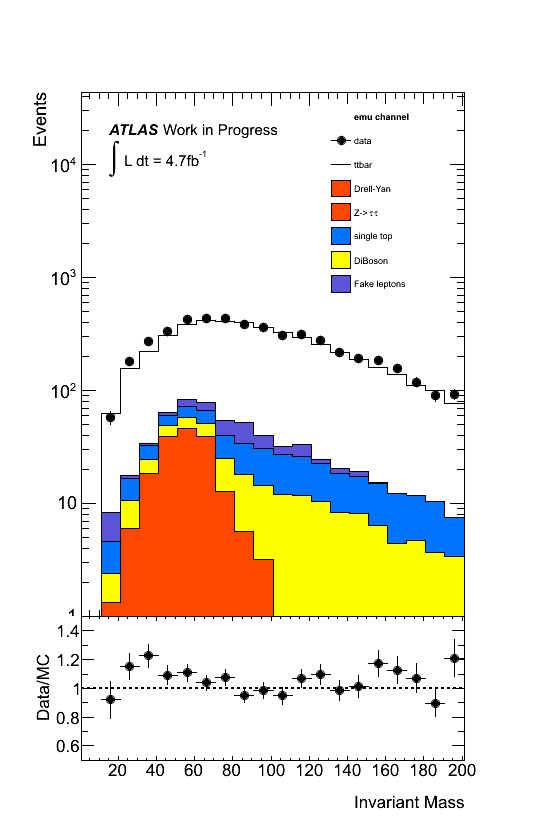 Events
ATLAS Work in Progress
∫ L dt = 4.7fb⁻¹
emu channel
data
ttbar
Drell-Yan
Z->ττ
single top
DiBoson
Fake leptons
10⁴
10³
10²
10
1
Data/MC
1.4
1.2
1
0.8
0.6
20 40 60 80 100 120 140 160 180 200
Invariant Mass